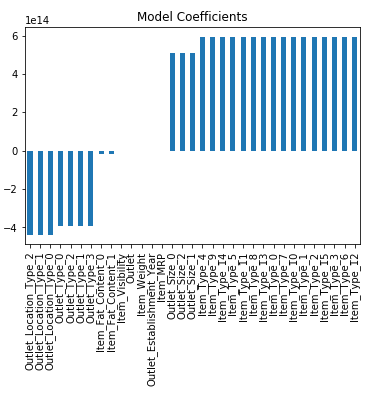 Model Coefficients
1e14
6
4
2
0
−2
−4
Outlet_Location_Type_2
Outlet_Location_Type_1
Outlet_Location_Type_0
Outlet_Type_0
Outlet_Type_2
Outlet_Type_1
Outlet_Type_3
Item_Fat_Content_0
Item_Fat_Content_1
Item_Visibility
Outlet
Item_Weight
Outlet_Establishment_Year
Item_MRP
Outlet_Size_0
Outlet_Size_2
Outlet_Size_1
Item_Type_4
Item_Type_9
Item_Type_14
Item_Type_5
Item_Type_11
Item_Type_8
Item_Type_13
Item_Type_0
Item_Type_7
Item_Type_10
Item_Type_1
Item_Type_2
Item_Type_15
Item_Type_3
Item_Type_6
Item_Type_12